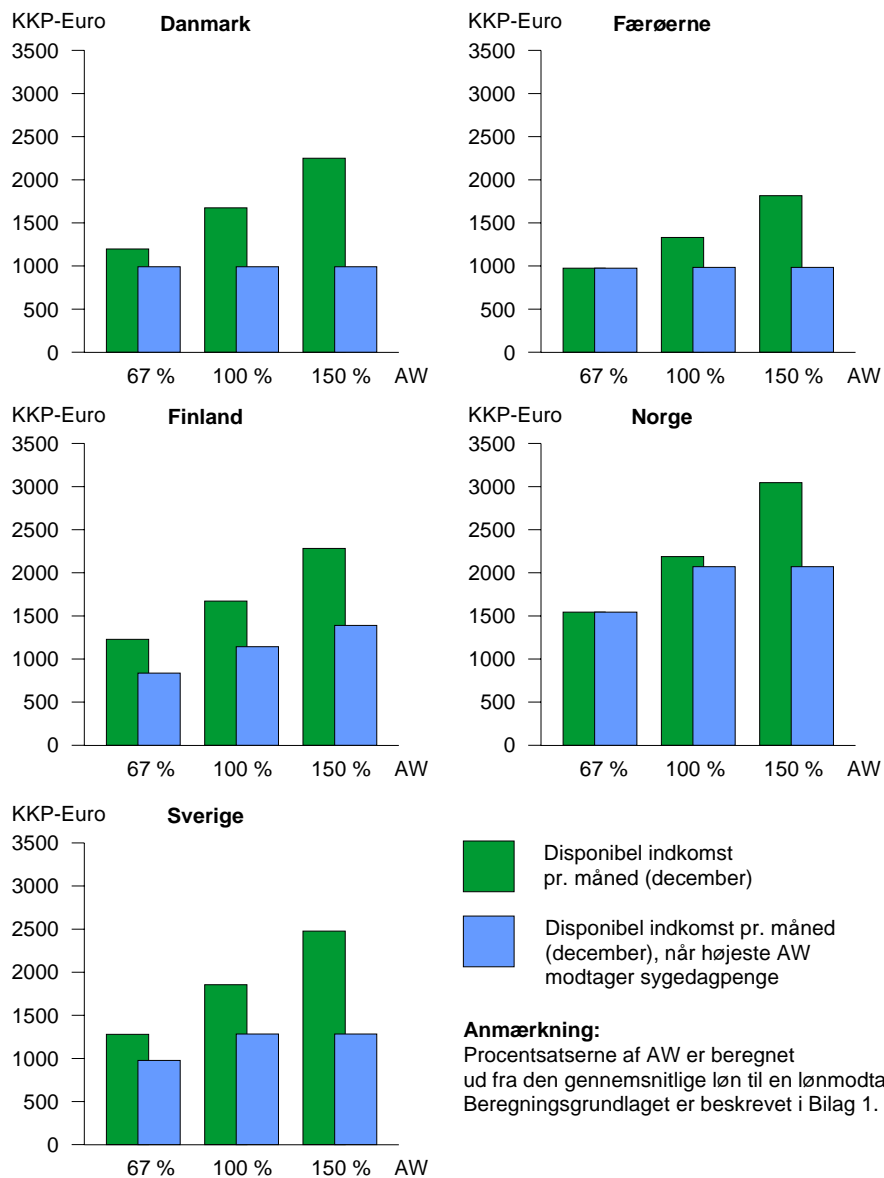 KKP-Euro Danmark
3500
3000
2500
2000
1500
1000
500
0
67 % 100 % 150 % AW
KKP-Euro Færøerne
3500
3000
2500
2000
1500
1000
500
0
67 % 100 % 150 % AW
KKP-Euro Finland
3500
3000
2500
2000
1500
1000
500
0
67 % 100 % 150 % AW
KKP-Euro Norge
3500
3000
2500
2000
1500
1000
500
0
67 % 100 % 150 % AW
KKP-Euro Sverige
3500
3000
2500
2000
1500
1000
500
0
67 % 100 % 150 % AW
Disponibel indkomst
pr. måned (december)
Disponibel indkomst pr. måned
(december), når højeste AW
modtager sygedagpenge
Anmærkning:
Procentsatserne af AW er beregnet
ud fra den gennemsnitlige løn til en lønmodta
Beregningsgrundlaget er beskrevet i Bilag 1.